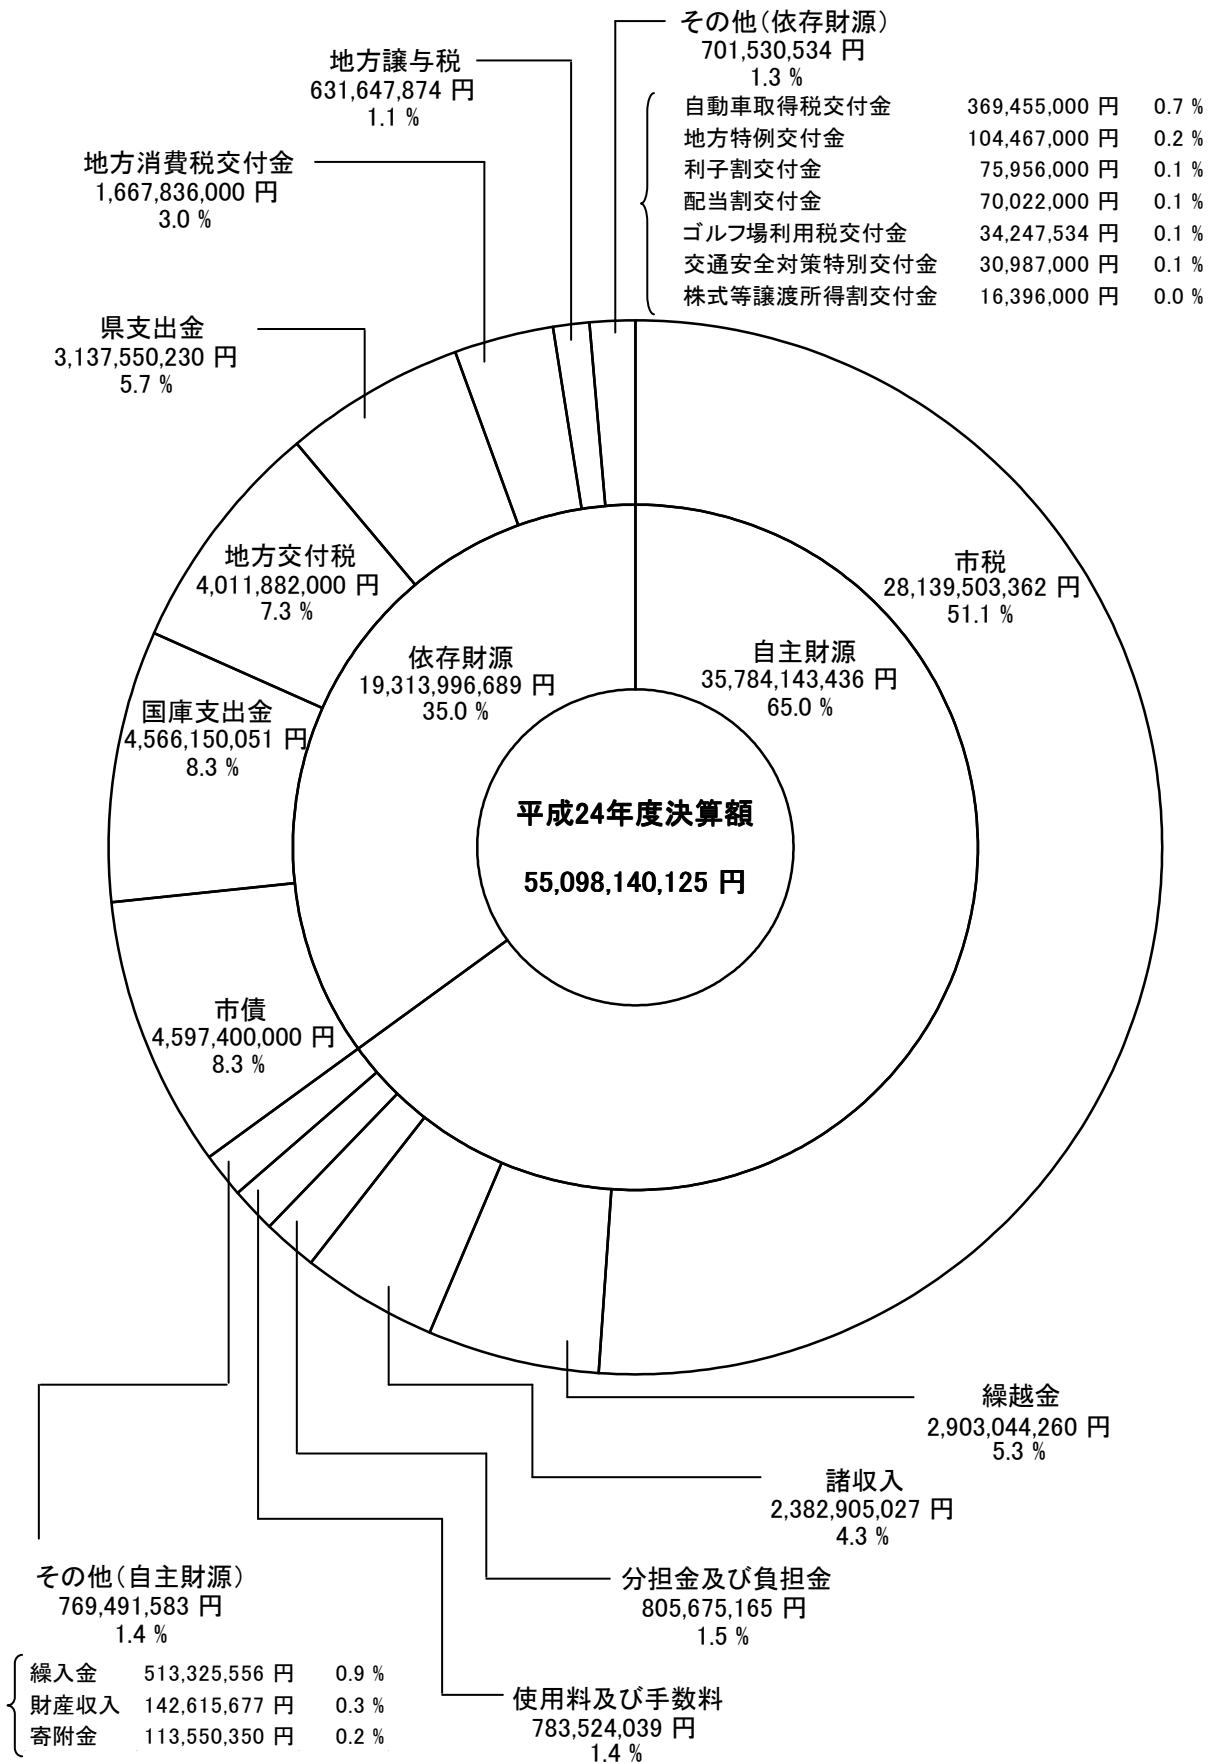 その他(依存財源)
701,530,534 円
1.3 %
自動車取得税交付金 369,455,000 円 0.7 %
地方特例交付金 104,467,000 円 0.2 %
利子割交付金 75,956,000 円 0.1 %
配当割交付金 70,022,000 円 0.1 %
ゴルフ場利用税交付金 34,247,534 円 0.1 %
交通安全対策特別交付金 30,987,000 円 0.1 %
株式等譲渡所得割交付金 16,396,000 円 0.0 %
地方譲与税
631,647,874 円
1.1 %
地方消費税交付金
1,667,836,000 円
3.0 %
県支出金
3,137,550,230 円
5.7 %
地方交付税
4,011,882,000 円
7.3 %
国庫支出金
4,566,150,051 円
8.3 %
市債
4,597,400,000 円
8.3 %
依存財源
19,313,996,689 円
35.0 %
自主財源
35,784,143,436 円
65.0 %
市税
28,139,503,362 円
51.1 %
平成24年度決算額
55,098,140,125 円
繰越金
2,903,044,260 円
5.3 %
諸収入
2,382,905,027 円
4.3 %
分担金及び負担金
805,675,165 円
1.5 %
使用料及び手数料
783,524,039 円
1.4 %
その他(自主財源)
769,491,583 円
1.4 %
繰入金 513,325,556 円 0.9 %
財産収入 142,615,677 円 0.3 %
寄附金 113,550,350 円 0.2 %